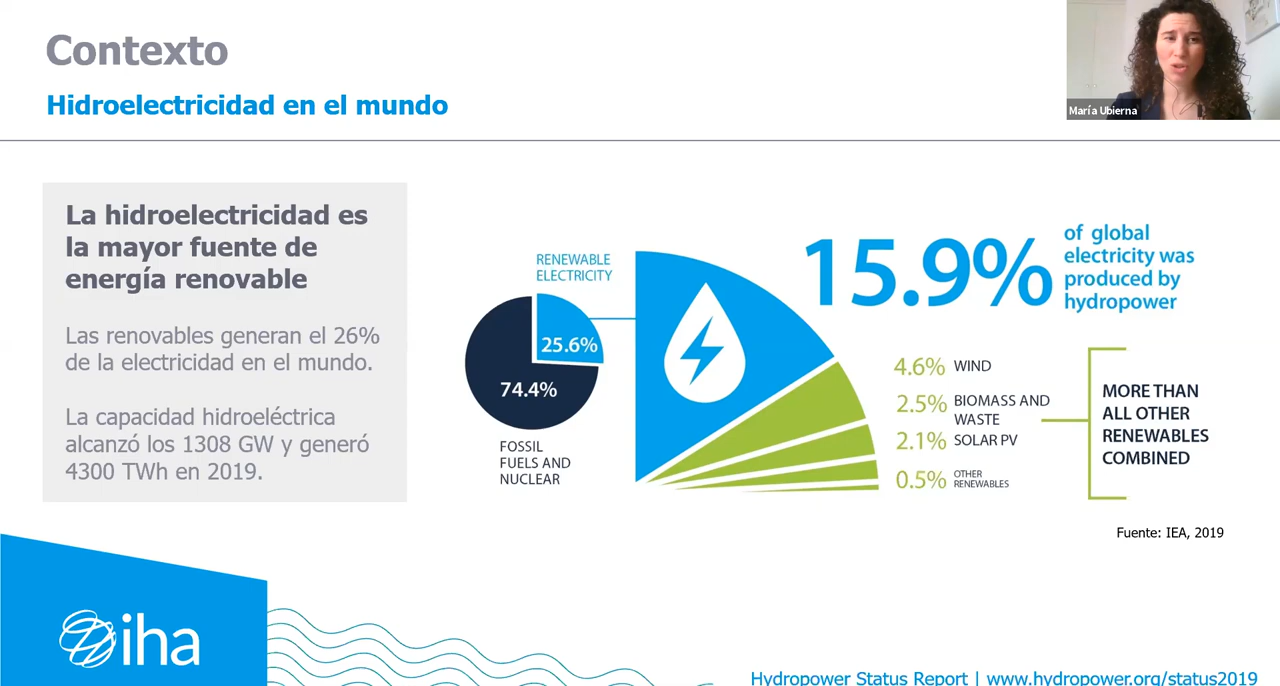 Contexto
Hidroelectricidad en el mundo
María Ubierna
La hidroelectricidad es
la mayor fuente de
energía renovable
Las renovables generan el 26%
de la electricidad en el mundo.
La capacidad hidroeléctrica
alcanzó los 1308 GW y generó
4300 TWh en 2019.
RENEWABLE
ELECTRICITY
25.6%
74.4%
FOSSIL
FUELS AND
NUCLEAR
15.9%
of global
electricity was
produced by
hydropower
4.6% WIND
2.5% BIOMASS AND
WASTE
2.1% SOLAR PV
0.5% OTHER
RENEWABLES
MORE THAN
ALL OTHER
RENEWABLES
COMBINED
Fuente: IEA, 2019
iha
Hydropower Status Report | www.hydropower.org/status2019